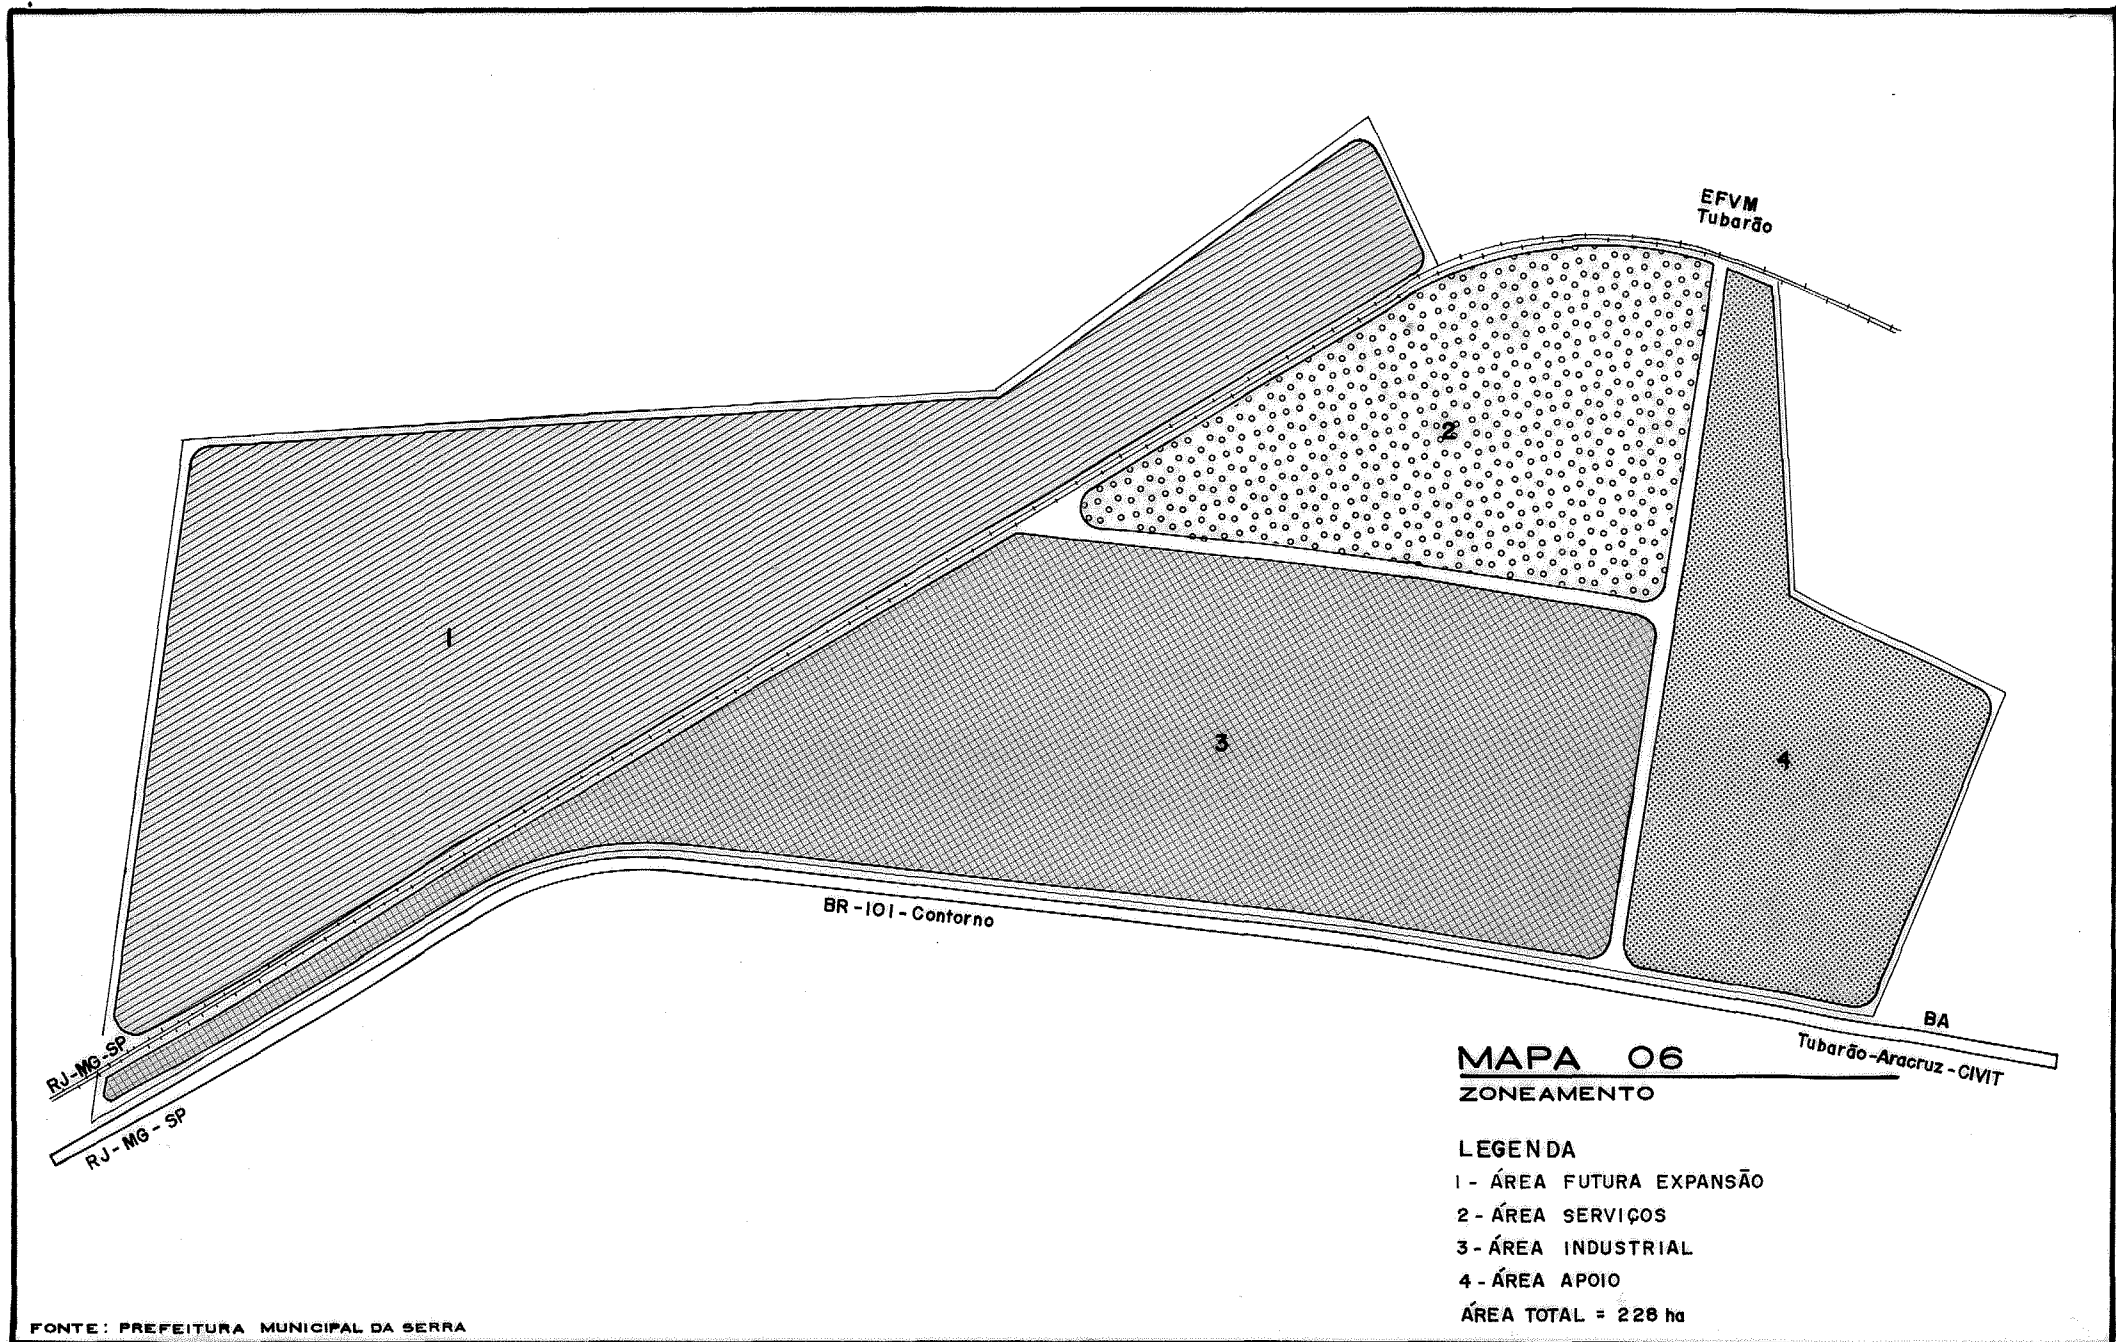 EFVM
Tubarão
2
1
3
4
BR-101-Contorno
RJ-MG-SP
RJ-MG-SP
BA
Tubarão-Aracruz-CIVIT
MAPA 06
ZONEAMENTO
LEGENDA
1 - ÁREA FUTURA EXPANSÃO
2 - ÁREA SERVIÇOS
3 - ÁREA INDUSTRIAL
4 - ÁREA APOIO
ÁREA TOTAL = 228 ha
FONTE: PREFEITURA MUNICIPAL DA SERRA